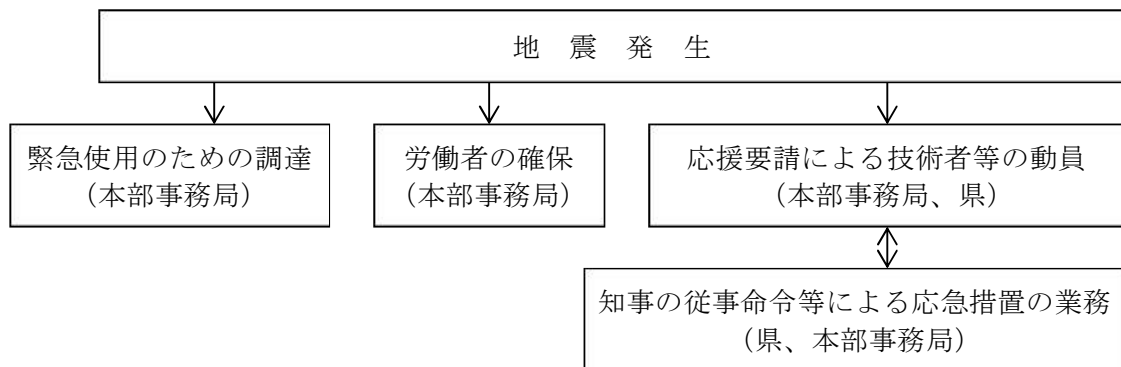 地 震 発 生
緊急使用のための調達
（本部事務局）
労働者の確保
（本部事務局）
応援要請による技術者等の動員
（本部事務局、県）
知事の従事命令等による応急措置の業務
（県、本部事務局）